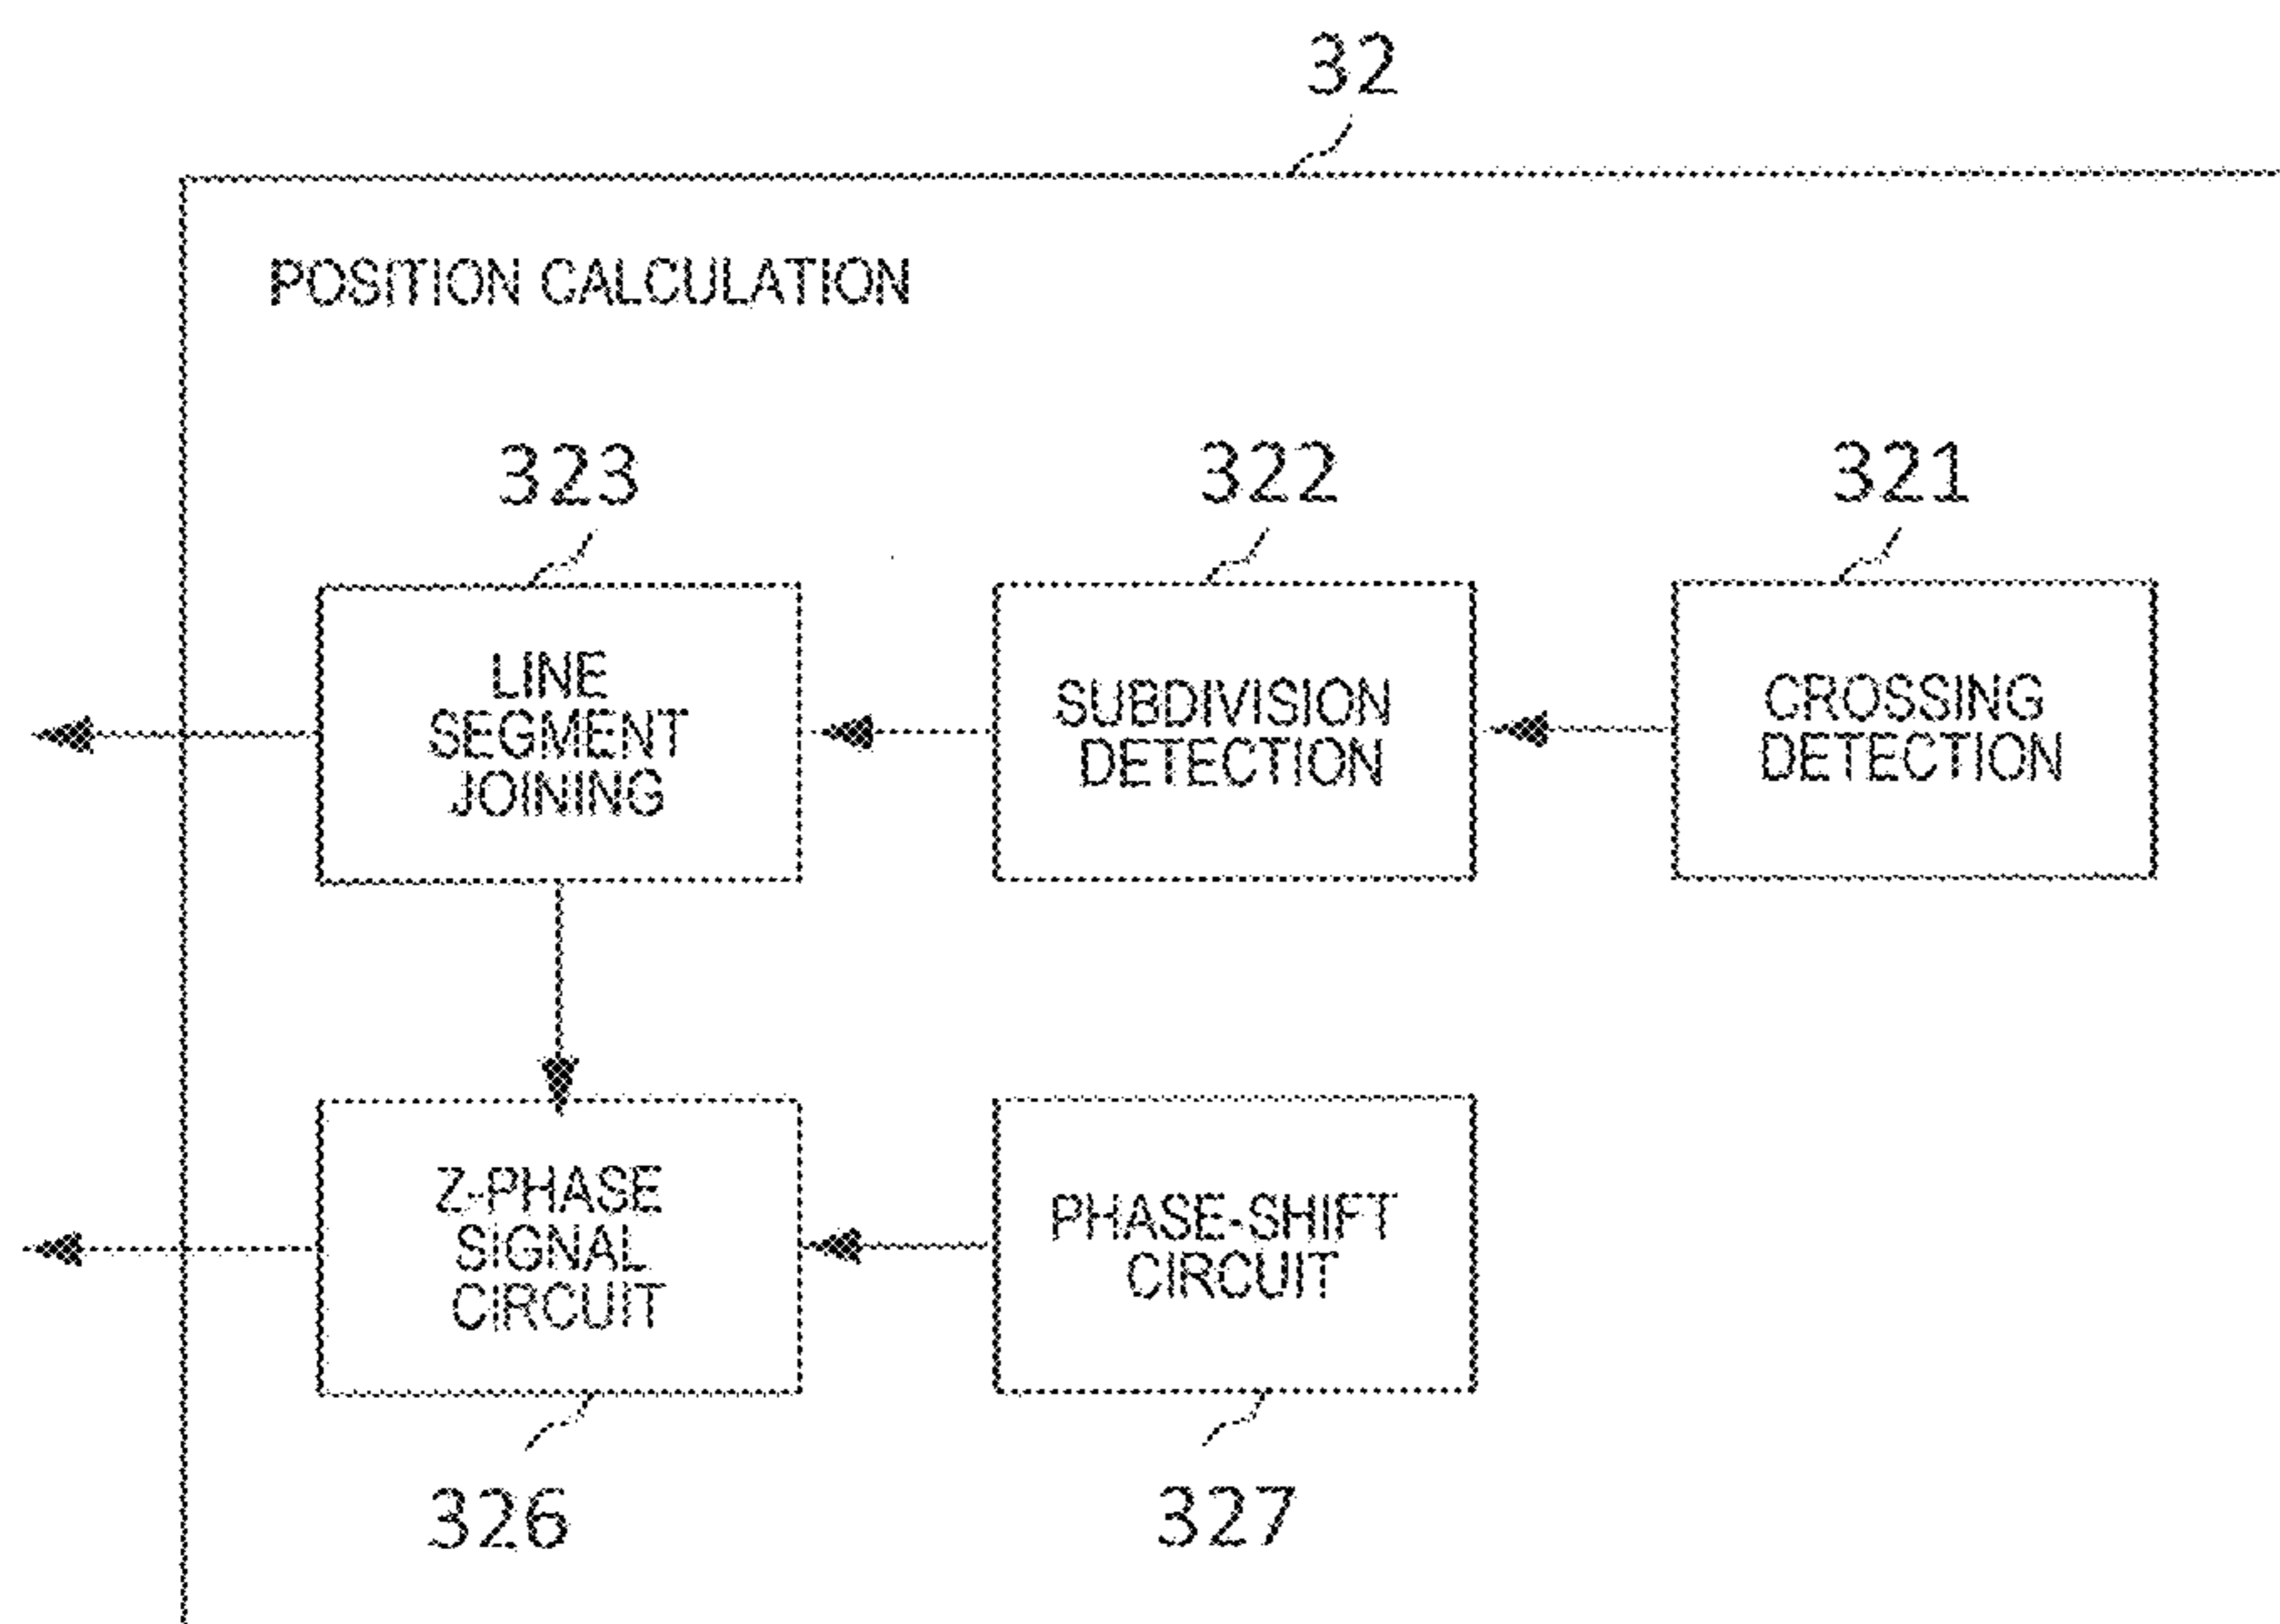 32
POSITION CALCULATION
323
322
321
LINE
SEGMENT
JOINING
SUBDIVISION
DETECTION
CROSSING
DETECTION
Z-PHASE
SIGNAL
CIRCUIT
PHASE-SHIFT
CIRCUIT
326
327